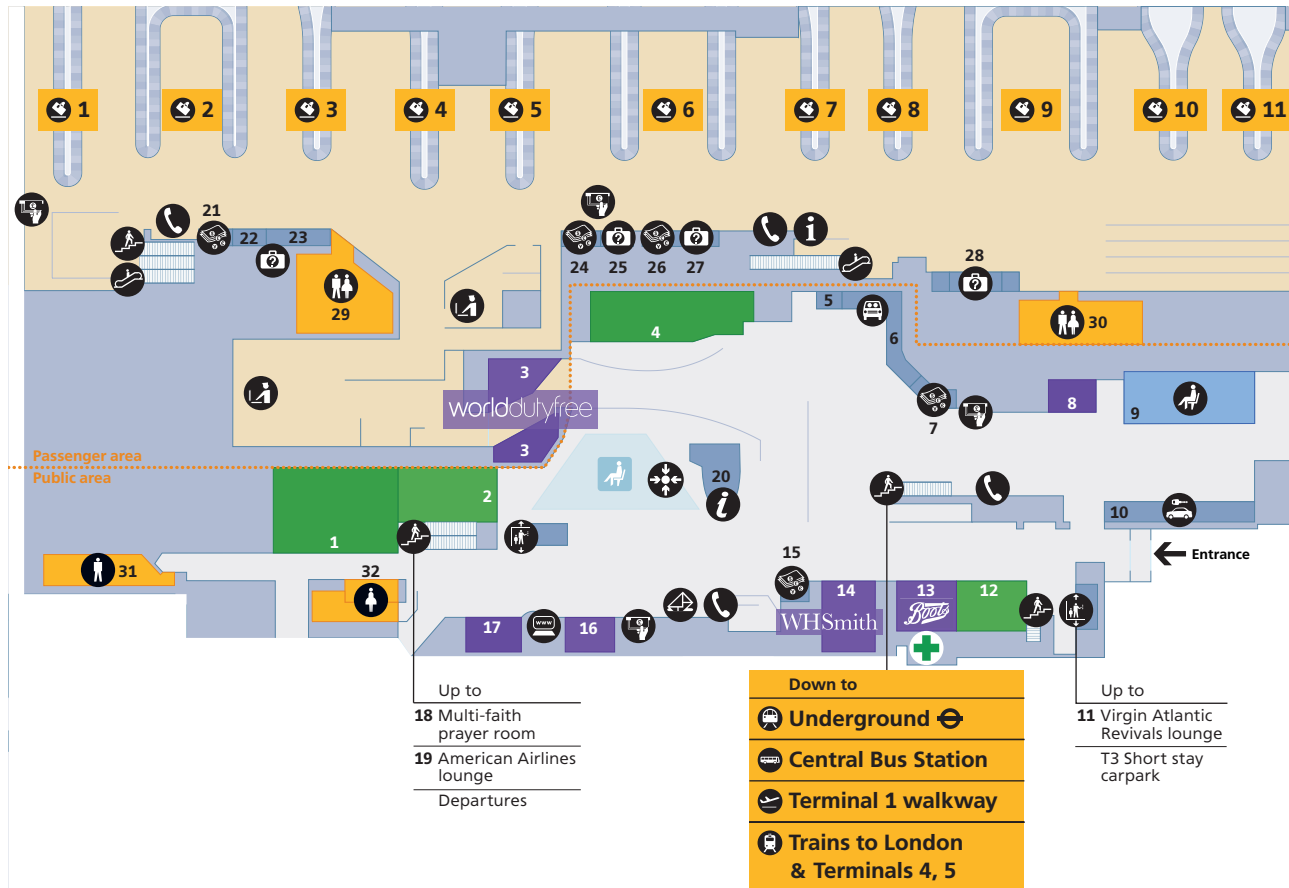 1
2
3
4
5
6
7
8
9
10
11
21
22
23
24
25
26
27
28
29
30
3
worlddutyfree
3
4
5
6
7
8
9
Passenger area
Public area
1
2
20
10
Entrance
31
32
15
14
WHSmith
13
Boots
12
17
www
16
Up to
18 Multi-faith
prayer room
19 American Airlines
lounge
Departures
Down to
Underground
Central Bus Station
Terminal 1 walkway
Trains to London
& Terminals 4, 5
Up to
11 Virgin Atlantic
Revivals lounge
T3 Short stay
carpark